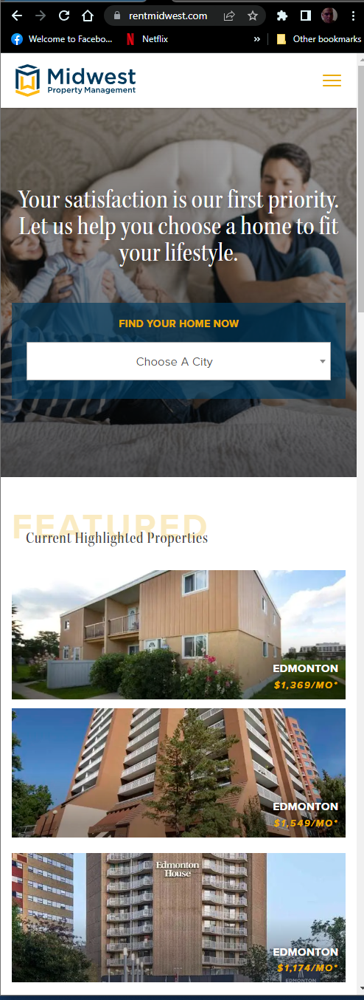 rentmidwest.com
Welcome to Facebo...
Netflix
»
Other bookmarks
Midwest
Property Management
Your satisfaction is our first priority.
Let us help you choose a home to fit
your lifestyle.
FIND YOUR HOME NOW
Choose A City
FEATURED
Current Highlighted Properties
EDMONTON
$1,369/MO*
EDMONTON
$1,549/MO*
Edmonton
House
EDMONTON
$1,174/MO*
EDMONTON